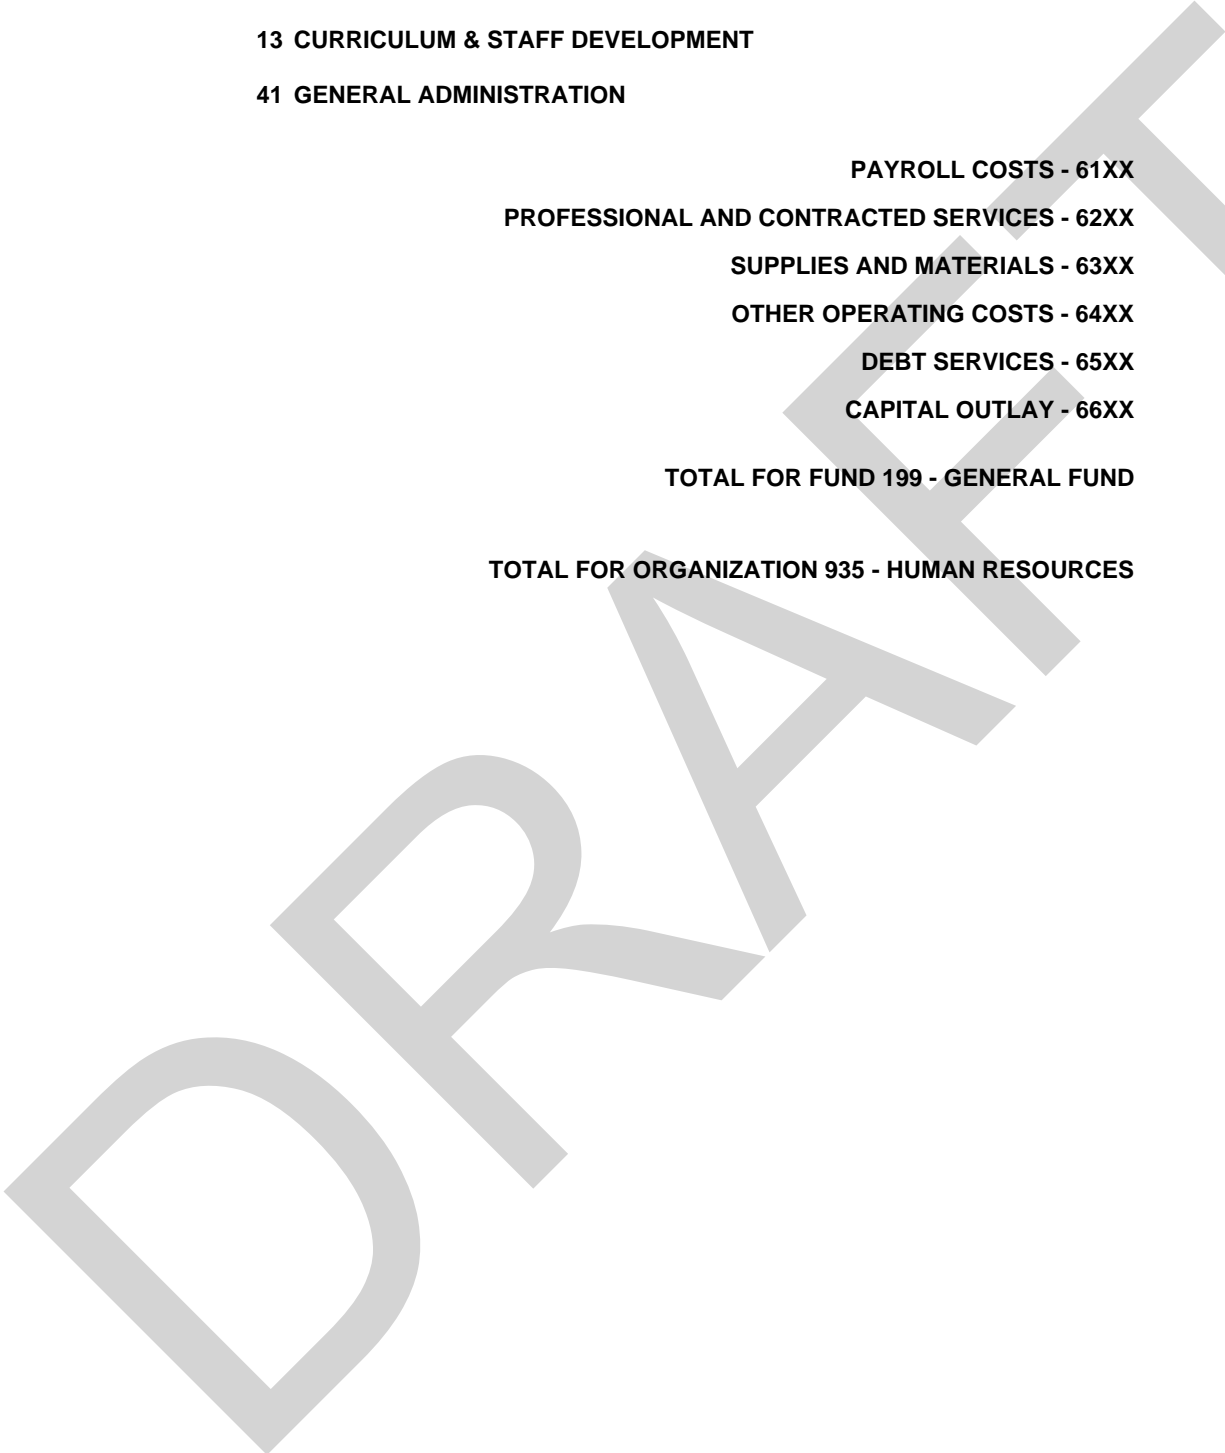 13 CURRICULUM & STAFF DEVELOPMENT
41 GENERAL ADMINISTRATION
PAYROLL COSTS - 61XX
PROFESSIONAL AND CONTRACTED SERVICES - 62XX
SUPPLIES AND MATERIALS - 63XX
OTHER OPERATING COSTS - 64XX
DEBT SERVICES - 65XX
CAPITAL OUTLAY - 66XX
TOTAL FOR FUND 199 - GENERAL FUND
TOTAL FOR ORGANIZATION 935 - HUMAN RESOURCES
DRAFT